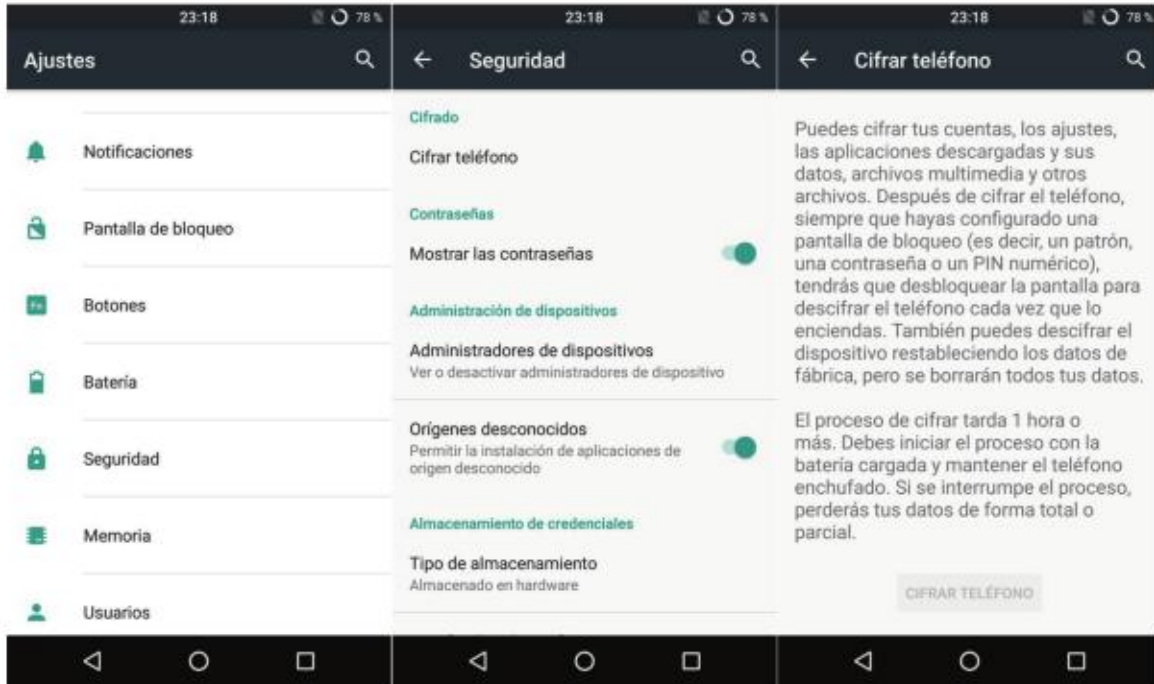 23:18
78 %
Ajustes
Notificaciones
Pantalla de bloqueo
Botones
Batería
Seguridad
Memoria
Usuarios
23:18
78 %
Seguridad
Cifrado
Cifrar teléfono
Contraseñas
Mostrar las contraseñas
Administración de dispositivos
Administradores de dispositivos
Ver o desactivar administradores de dispositivo
Orígenes desconocidos
Permitir la instalación de aplicaciones de
origen desconocido
Almacenamiento de credenciales
Tipo de almacenamiento
Almacenado en hardware
23:18
78 %
Cifrar teléfono
Puedes cifrar tus cuentas, los ajustes,
las aplicaciones descargadas y sus
datos, archivos multimedia y otros
archivos. Después de cifrar el teléfono,
siempre que hayas configurado una
pantalla de bloqueo (es decir, un patrón,
una contraseña o un PIN numérico),
tendrás que desbloquear la pantalla para
descifrar el teléfono cada vez que lo
enciendas. También puedes descifrar el
dispositivo restableciendo los datos de
fábrica, pero se borrarán todos tus datos.
El proceso de cifrar tarda 1 hora o
más. Debes iniciar el proceso con la
batería cargada y mantener el teléfono
enchufado. Si se interrumpe el proceso,
perderás tus datos de forma total o
parcial.
CIFRAR TELÉFONO